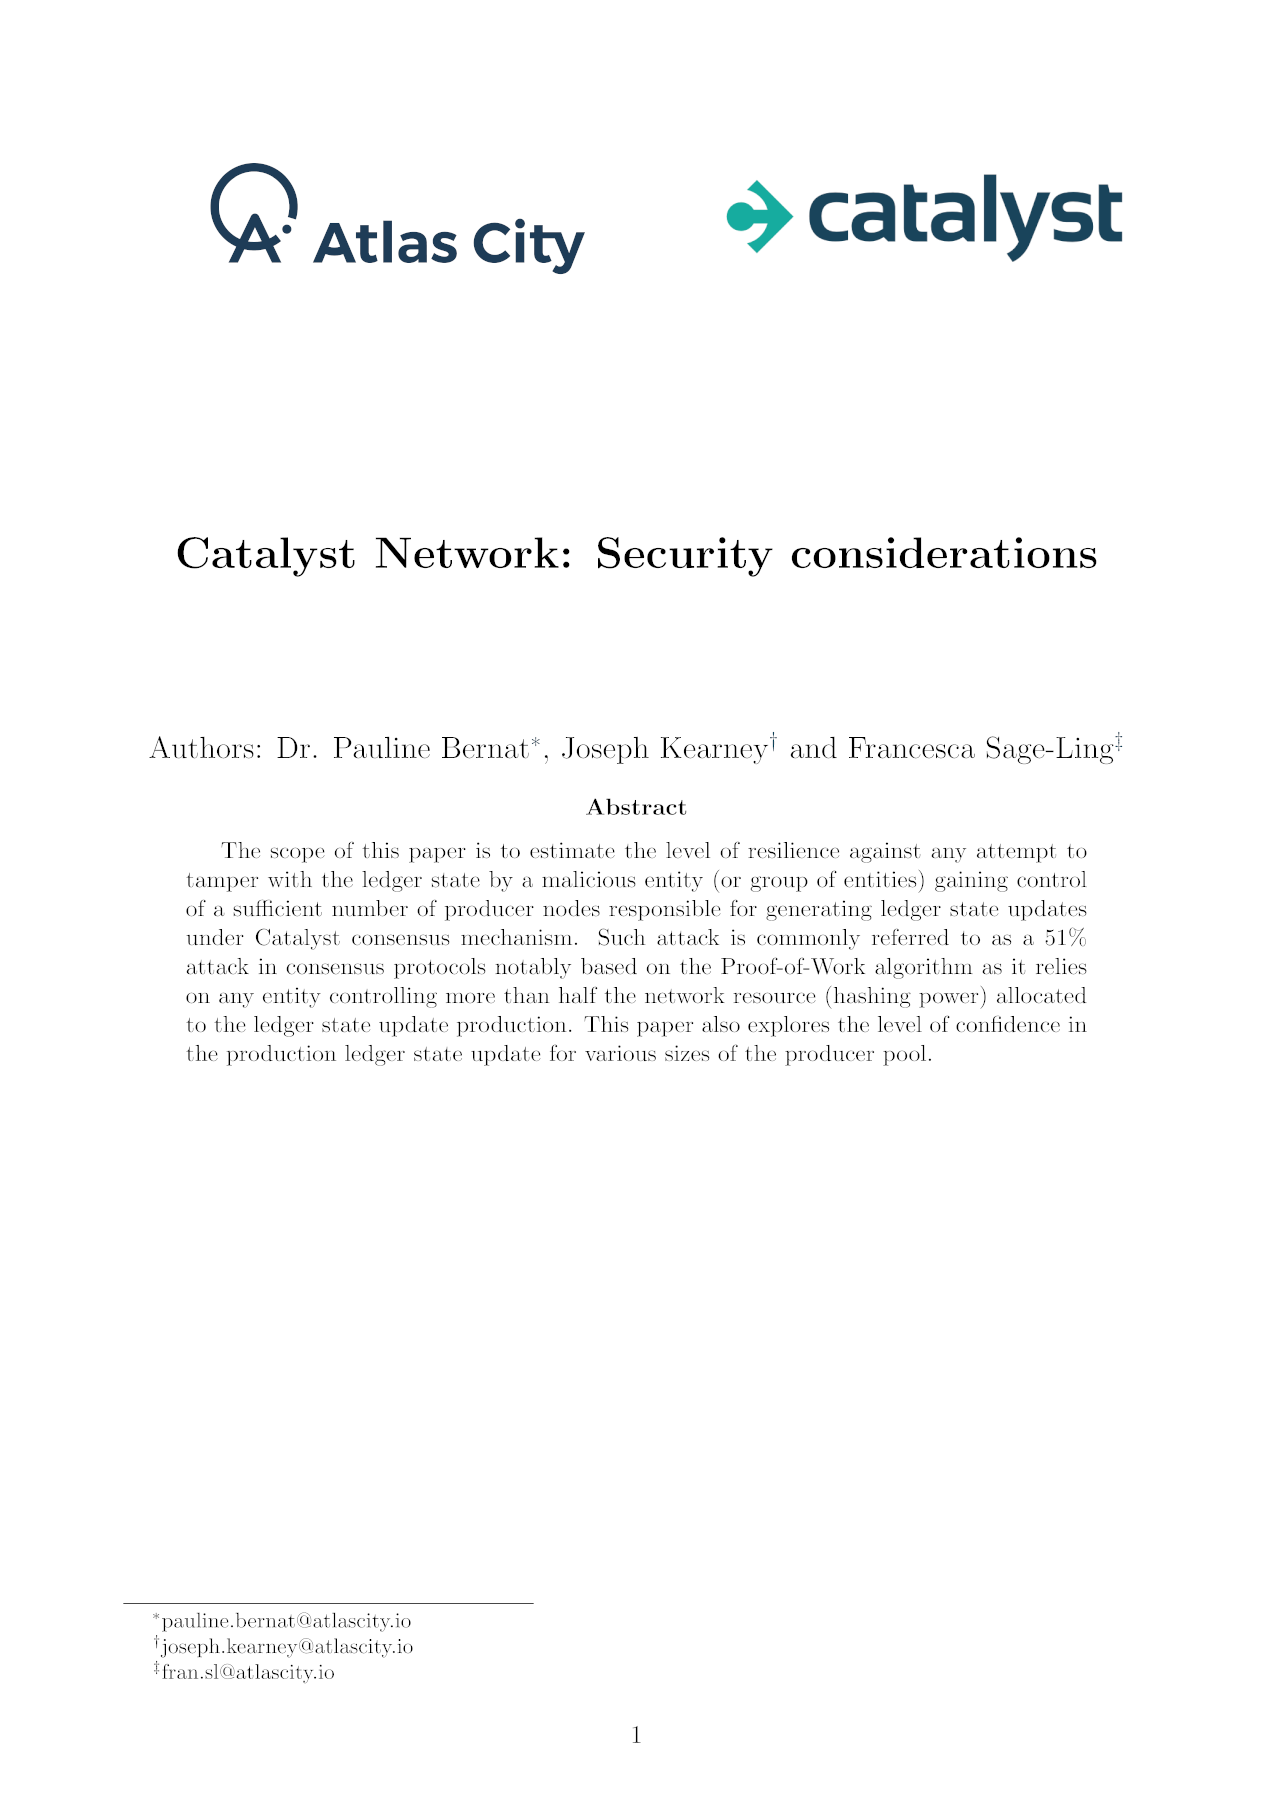 Atlas City
catalyst
Catalyst Network: Security considerations
Authors: Dr. Pauline Bernat*, Joseph Kearney† and Francesca Sage-Ling‡
Abstract
The scope of this paper is to estimate the level of resilience against any attempt to
tamper with the ledger state by a malicious entity (or group of entities) gaining control
of a sufficient number of producer nodes responsible for generating ledger state updates
under Catalyst consensus mechanism. Such attack is commonly referred to as a 51%
attack in consensus protocols notably based on the Proof-of-Work algorithm as it relies
on any entity controlling more than half the network resource (hashing power) allocated
to the ledger state update production. This paper also explores the level of confidence in
the production ledger state update for various sizes of the producer pool.
*pauline.bernat@atlascity.io
†joseph.kearney@atlascity.io
‡fran.sl@atlascity.io
1